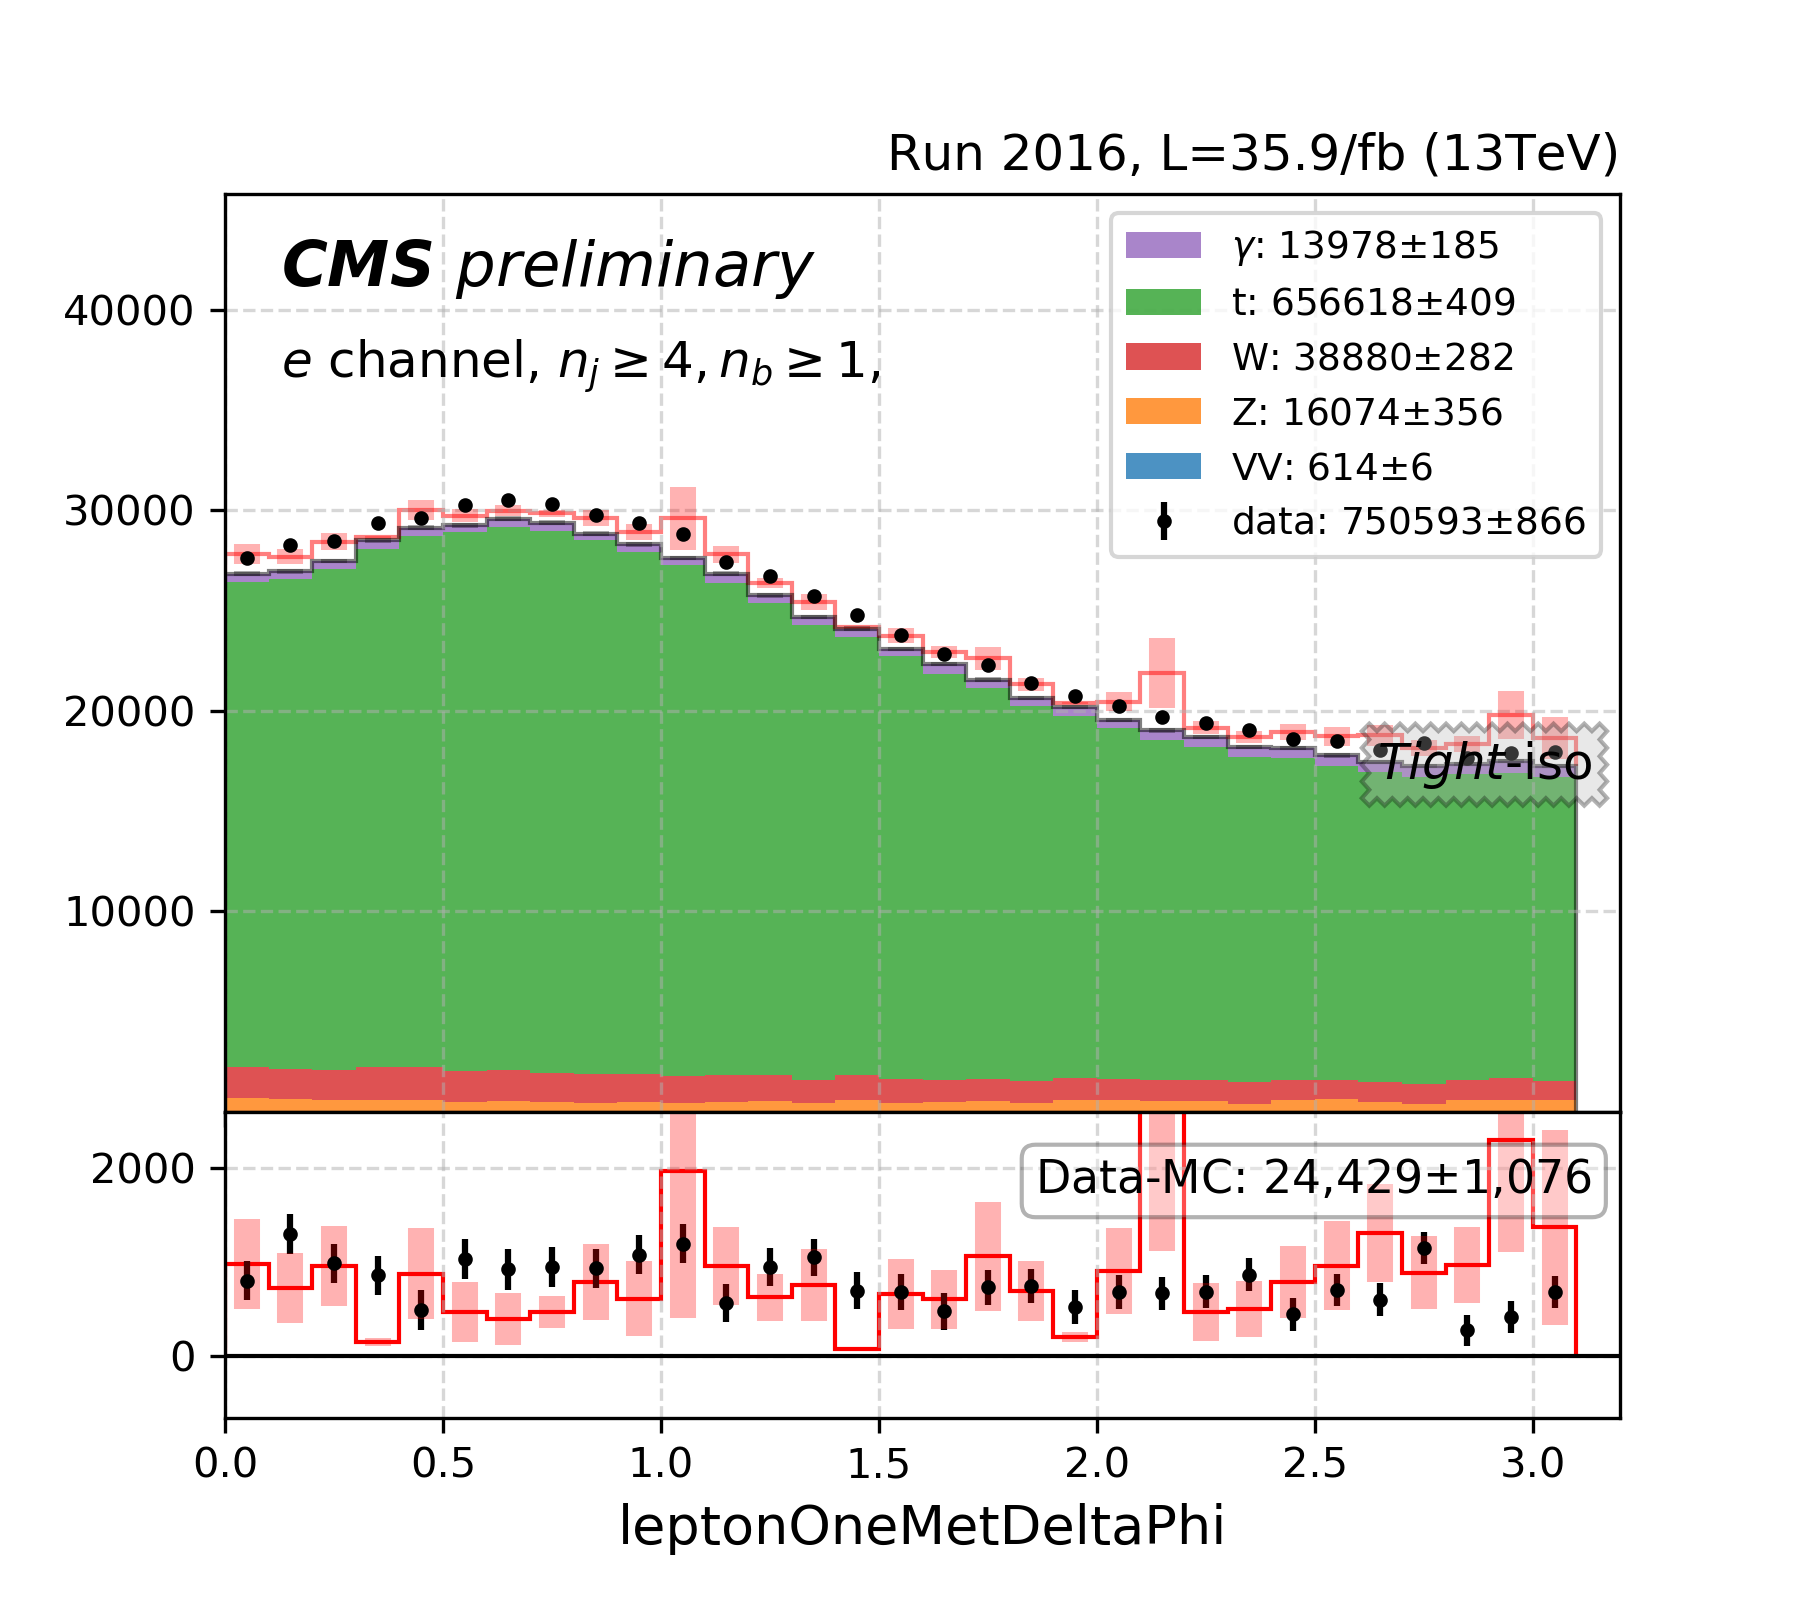 Run 2016, L=35.9/fb (13TeV)
CMS preliminary
e channel, n_j ≥ 4, n_b ≥ 1,
γ: 13978±185
t: 656618±409
W: 38880±282
Z: 16074±356
VV: 614±6
data: 750593±866
40000
30000
20000
10000
Tight-iso
Data-MC: 24,429±1,076
2000
0
0.0 0.5 1.0 1.5 2.0 2.5 3.0
leptonOneMetDeltaPhi